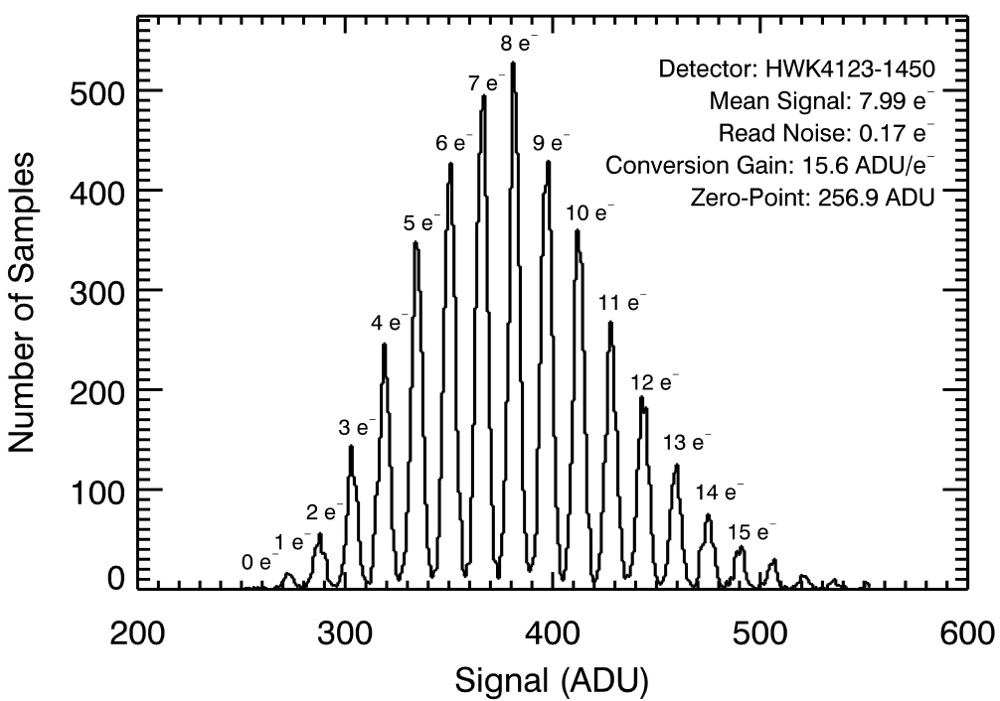 8 e⁻
7 e⁻
6 e⁻
9 e⁻
10 e⁻
5 e⁻
11 e⁻
4 e⁻
12 e⁻
3 e⁻
13 e⁻
14 e⁻
2 e⁻
15 e⁻
1 e⁻
0 e⁻
Detector: HWK4123-1450
Mean Signal: 7.99 e⁻
Read Noise: 0.17 e⁻
Conversion Gain: 15.6 ADU/e⁻
Zero-Point: 256.9 ADU
Number of Samples
500
400
300
200
100
0
200 300 400 500 600
Signal (ADU)